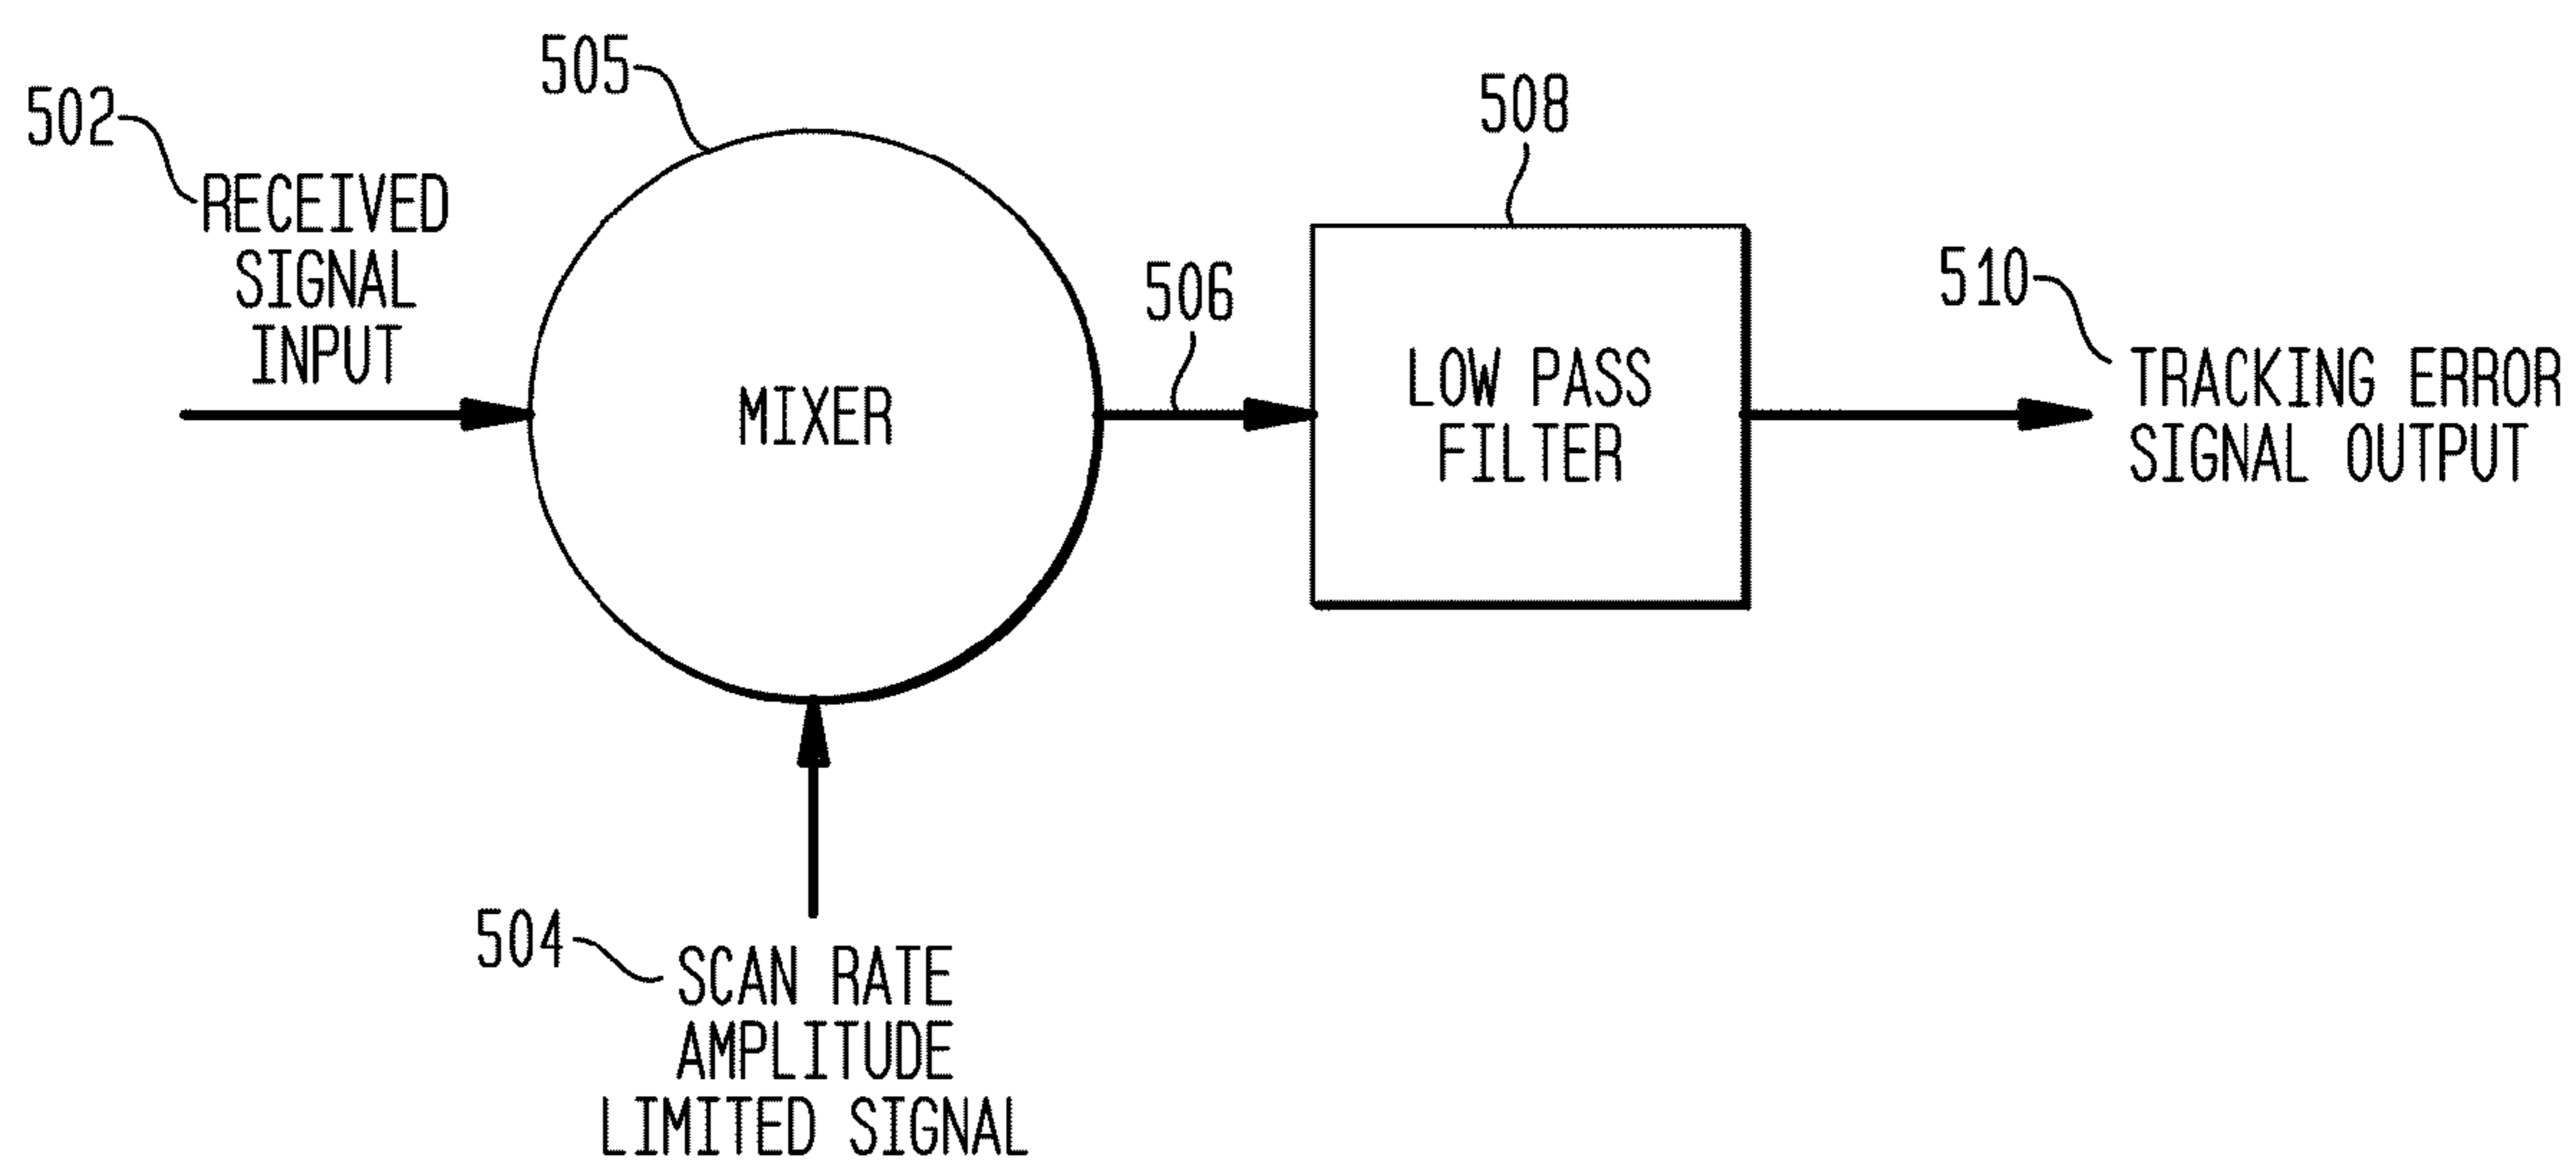 502
RECEIVED
SIGNAL
INPUT
505
MIXER
504
SCAN RATE
AMPLITUDE
LIMITED SIGNAL
506
508
LOW PASS
FILTER
510
TRACKING ERROR
SIGNAL OUTPUT